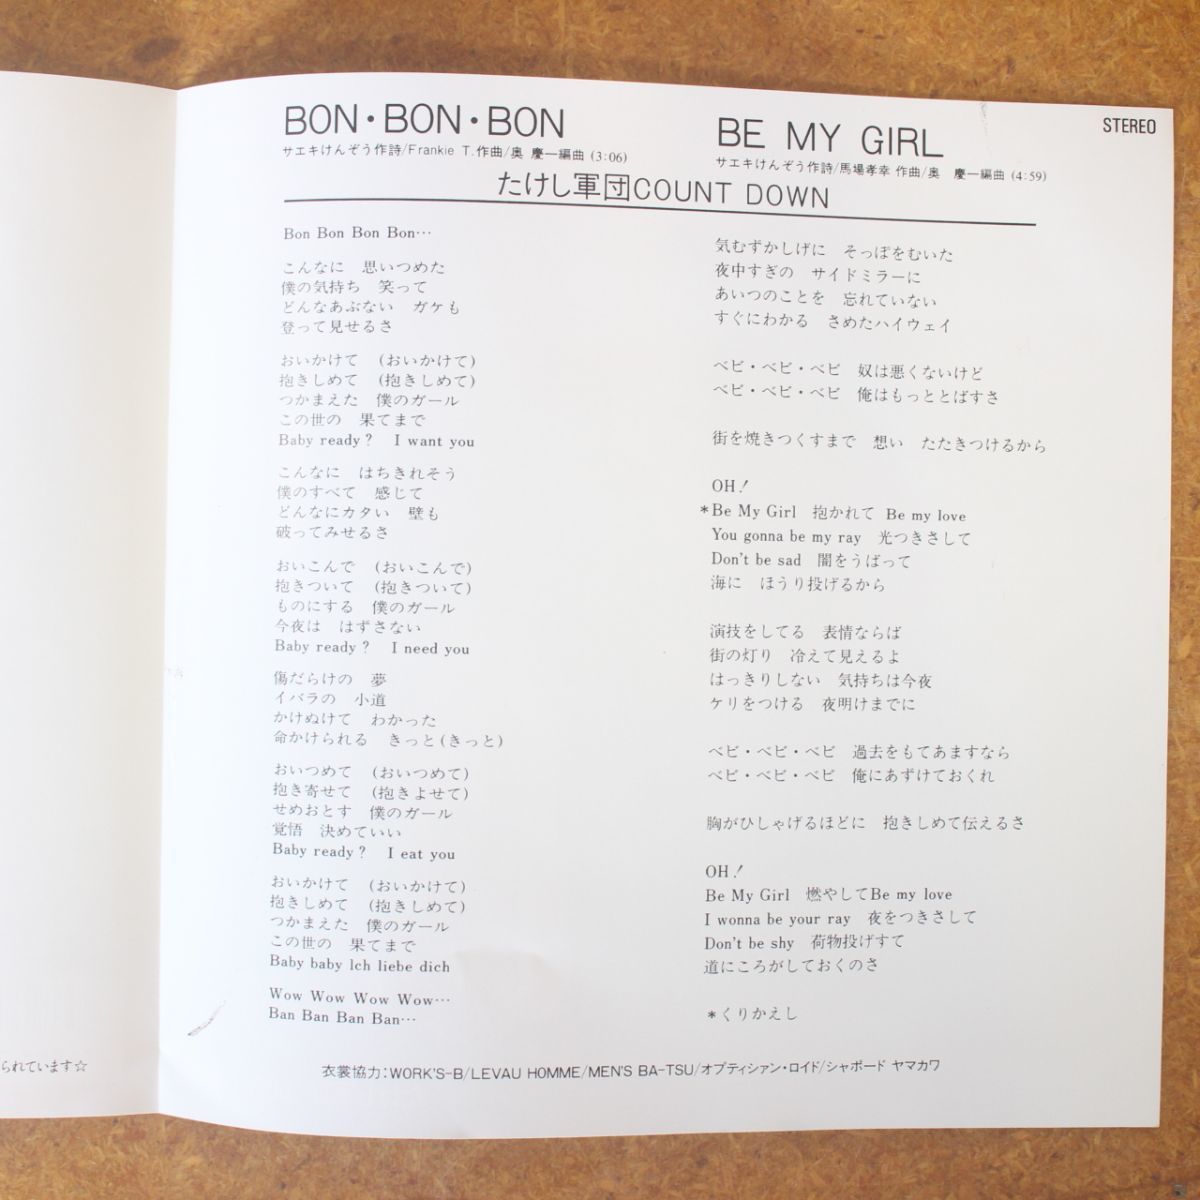 BON・BON・BON
サエキけんぞう作詩/Frankie T.作曲/奥 慶一編曲 (3:06)
BE MY GIRL
サエキけんぞう作詩/馬場孝幸 作曲/奥 慶一編曲 (4:59)
STEREO
たけし軍団COUNT DOWN
Bon Bon Bon Bon…
こんなに 思いつめた
僕の気持ち 笑って
どんなあぶない ガケも
登って見せるさ
おいかけて (おいかけて)
抱きしめて (抱きしめて)
つかまえた 僕のガール
この世の 果てまで
Baby ready? I want you
こんなに はちきれそう
僕のすべて 感じて
どんなにカタい 壁も
破ってみせるさ
おいこんで (おいこんで)
抱きついて (抱きついて)
ものにする 僕のガール
今夜は はずさない
Baby ready? I need you
傷だらけの 夢
イバラの 小道
かけぬけて わかった
命かけられる きっと(きっと)
おいつめて (おいつめて)
抱き寄せて (抱きよせて)
せめおとす 僕のガール
覚悟 決めていい
Baby ready? I eat you
おいかけて (おいかけて)
抱きしめて (抱きしめて)
つかまえた 僕のガール
この世の 果てまで
Baby baby Ich liebe dich
Wow Wow Wow Wow…
Ban Ban Ban Ban…
気むずかしげに そっぽをむいた
夜中すぎの サイドミラーに
あいつのことを 忘れていない
すぐにわかる さめたハイウェイ
ベビ・ベビ・ベビ 奴は悪くないけど
ベビ・ベビ・ベビ 俺はもっととばすさ
街を焼きつくすまで 想い たたきつけるから
OH!
*Be My Girl 抱かれて Be my love
You gonna be my ray 光つきさして
Don't be sad 闇をうばって
海に ほうり投げるから
演技をしてる 表情ならば
街の灯り 冷えて見えるよ
はっきりしない 気持ちは今夜
ケリをつける 夜明けまでに
ベビ・ベビ・ベビ 過去をもてあますなら
ベビ・ベビ・ベビ 俺にあずけておくれ
胸がひしゃげるほどに 抱きしめて伝えるさ
OH!
Be My Girl 燃やしてBe my love
I wonna be your ray 夜をつきさして
Don't be shy 荷物投げすて
道にころがしておくのさ
*くりかえし
られています☆
衣裳協力:WORK'S-B/LEVAU HOMME/MEN'S BA-TSU/オプティシァン・ロイド/シャポード ヤマカワ